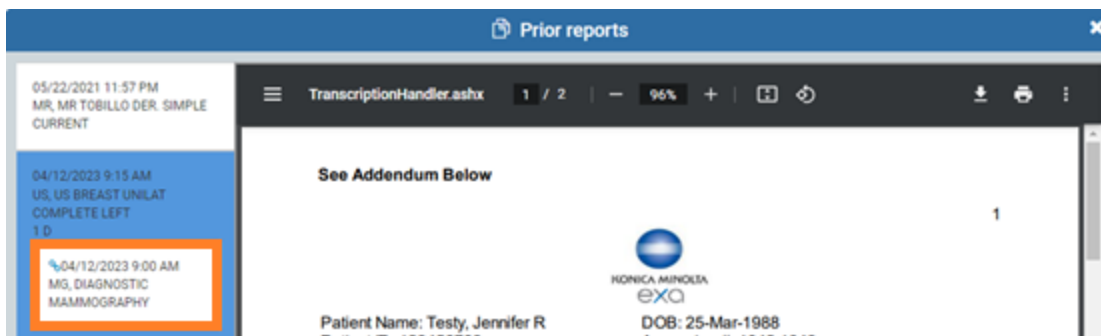 Prior reports
05/22/2021 11:57 PM
MR, MR TOBILLO DER. SIMPLE
CURRENT
04/12/2023 9:15 AM
US, US BREAST UNILAT
COMPLETE LEFT
1 D
04/12/2023 9:00 AM
MG, DIAGNOSTIC
MAMMOGRAPHY
TranscriptionHandler.ashx 1 / 2 96%
See Addendum Below
1
KONICA MINOLTA
exa
Patient Name: Testy, Jennifer R DOB: 25-Mar-1988